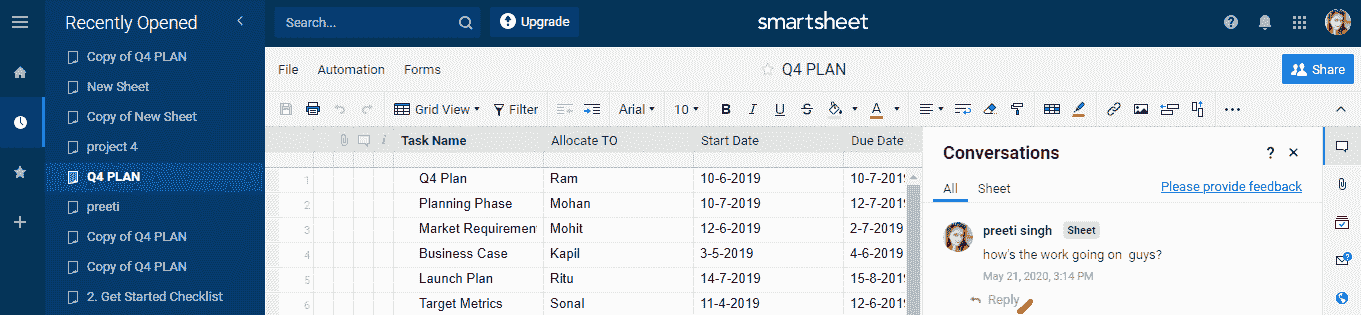 Recently Opened
Search...
Upgrade
smartsheet
Copy of Q4 PLAN
New Sheet
Copy of New Sheet
project 4
Q4 PLAN
preeti
Copy of Q4 PLAN
Copy of Q4 PLAN
2. Get Started Checklist
File Automation Forms
Q4 PLAN
Share
Grid View Filter Arial 10 B I U S A
i Task Name Allocate TO Start Date Due Date
1 Q4 Plan Ram 10-6-2019 10-7-2019
2 Planning Phase Mohan 10-7-2019 12-7-2019
3 Market Requirement Mohit 12-6-2019 2-7-2019
4 Business Case Kapil 3-5-2019 4-6-2019
5 Launch Plan Ritu 14-7-2019 15-8-2019
6 Target Metrics Sonal 11-4-2019 12-6-2019
Conversations ?
All Sheet Please provide feedback
preeti singh Sheet
how's the work going on guys?
May 21, 2020, 3:14 PM
Reply